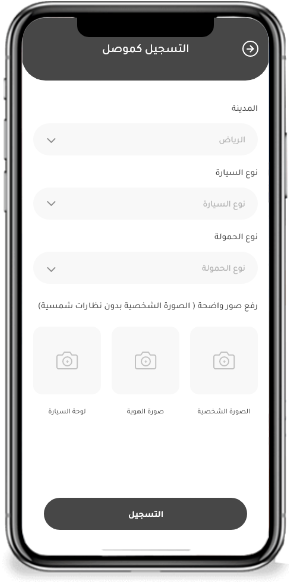 التسجيل كموصل
المدينة
الرياض
نوع السيارة
نوع السيارة
نوع الحمولة
نوع الحمولة
رفع صور واضحة ( الصورة الشخصية بدون نظارات شمسية)
الصورة الشخصية
صورة الهوية
لوحة السيارة
التسجيل